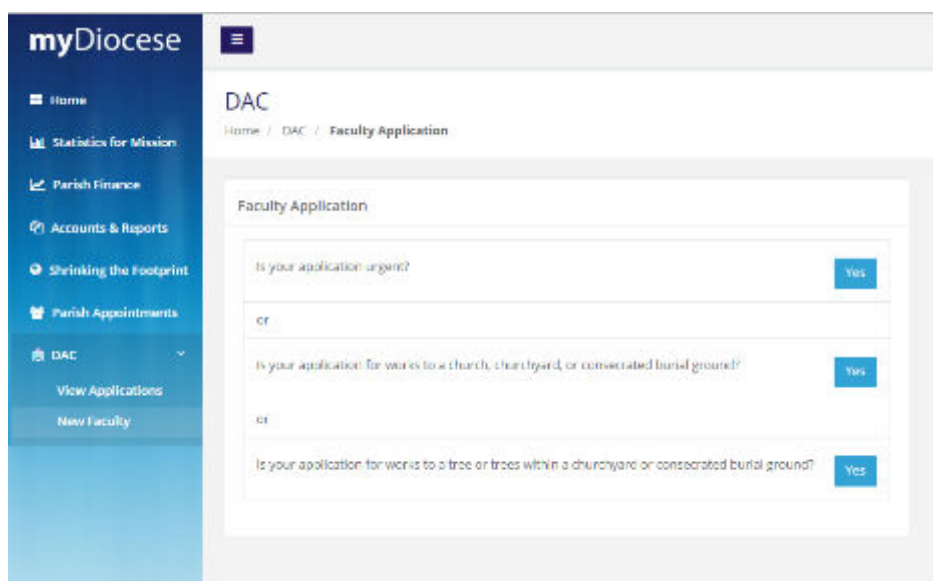 myDiocese
Home
Statistics for Mission
Parish Finance
Accounts & Reports
Shrinking the Footprint
Parish Appointments
DAC
View Applications
New Faculty
DAC
Home / DAC / Faculty Application
Faculty Application
Is your application urgent?
Yes
or
Is your application for works to a church, churchyard, or consecrated burial ground?
Yes
or
Is your application for works to a tree or trees within a churchyard or consecrated burial ground?
Yes